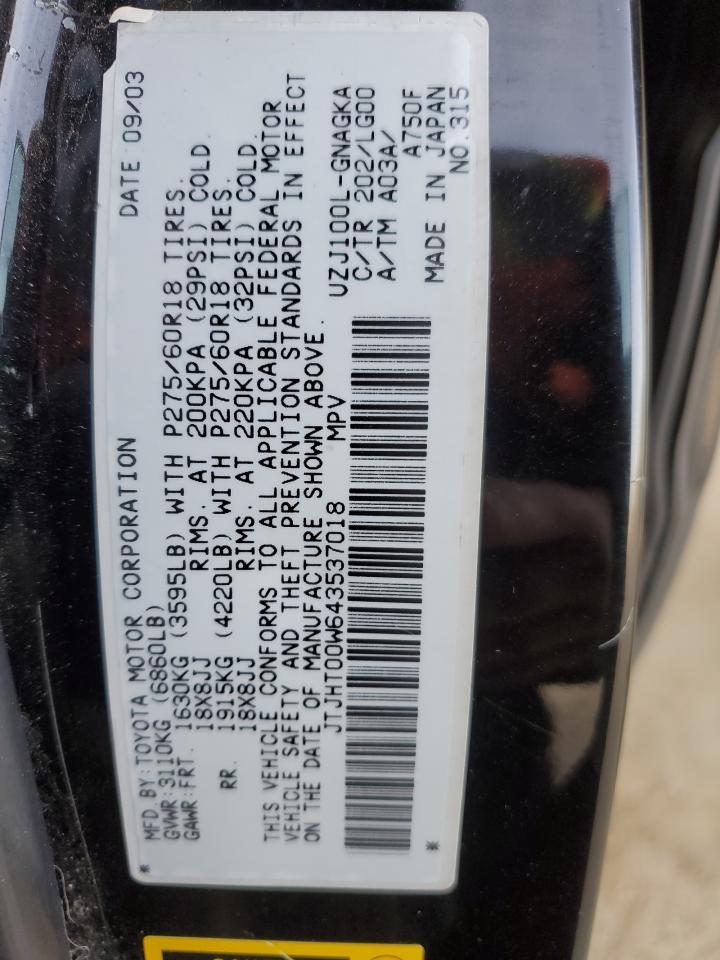 MFD. BY: TOYOTA MOTOR CORPORATION DATE 09/03
GVWR: 3110KG (6860LB)
GAWR: FRT. 1630KG (3595LB) WITH P275/60R18 TIRES.
18X8JJ RIMS. AT 200KPA (29PSI) COLD.
RR. 1915KG (4220LB) WITH P275/60R18 TIRES.
18X8JJ RIMS. AT 220KPA (32PSI) COLD.
THIS VEHICLE CONFORMS TO ALL APPLICABLE FEDERAL MOTOR
VEHICLE SAFETY AND THEFT PREVENTION STANDARDS IN EFFECT
ON THE DATE OF MANUFACTURE SHOWN ABOVE.
* JTJHT00W643537018 MPV
UZJ100L-GNAGKA
C/TR 202/LG00
A/TM A03A/
A750F
MADE IN JAPAN
NO.315
*